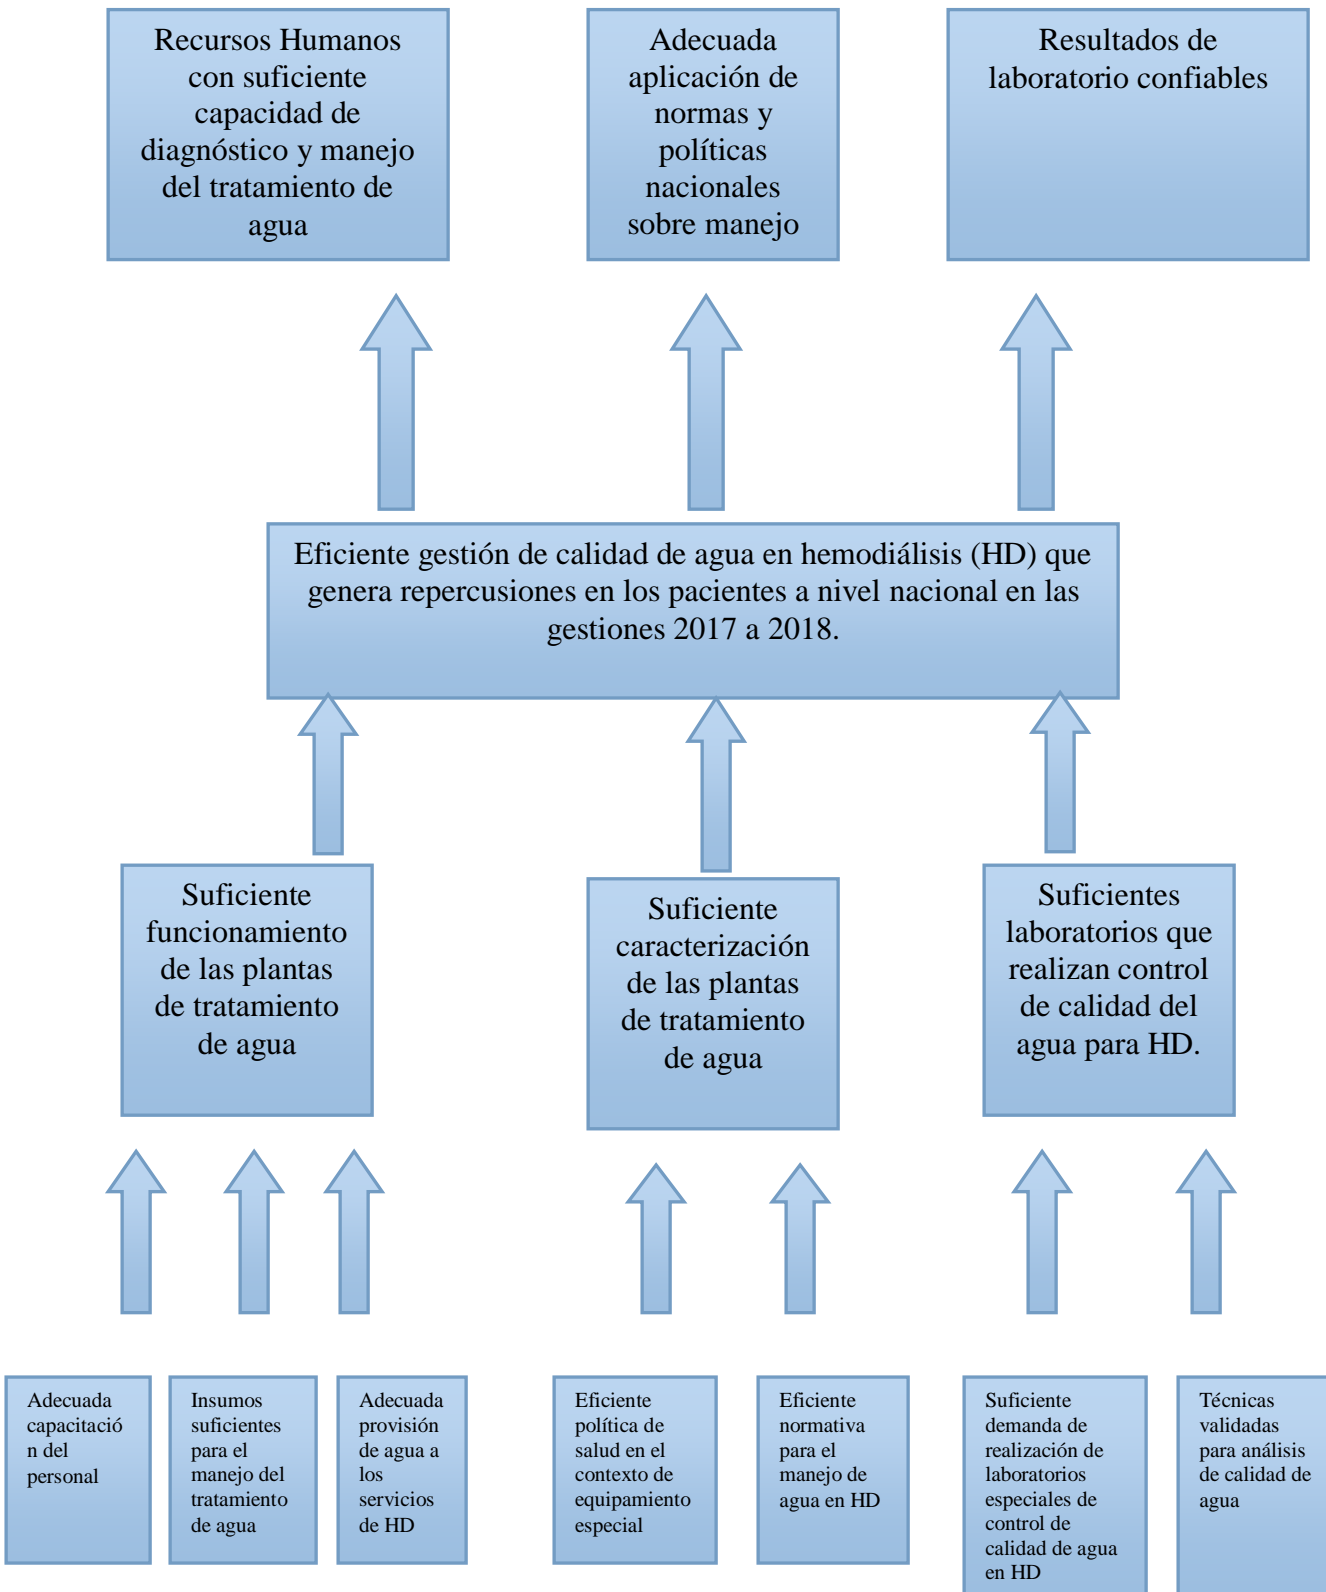 Recursos Humanos
con suficiente
capacidad de
diagnóstico y manejo
del tratamiento de
agua
Adecuada
aplicación de
normas y
políticas
nacionales
sobre manejo
Resultados de
laboratorio confiables
Eficiente gestión de calidad de agua en hemodiálisis (HD) que
genera repercusiones en los pacientes a nivel nacional en las
gestiones 2017 a 2018.
Suficiente
funcionamiento
de las plantas
de tratamiento
de agua
Suficiente
caracterización
de las plantas
de tratamiento
de agua
Suficientes
laboratorios que
realizan control
de calidad del
agua para HD.
Adecuada
capacitació
n del
personal
Insumos
suficientes
para el
manejo del
tratamiento
de agua
Adecuada
provisión
de agua a
los
servicios
de HD
Eficiente
política de
salud en el
contexto de
equipamiento
especial
Eficiente
normativa
para el
manejo de
agua en HD
Suficiente
demanda de
realización de
laboratorios
especiales de
control de
calidad de agua
en HD
Técnicas
validadas
para análisis
de calidad de
agua